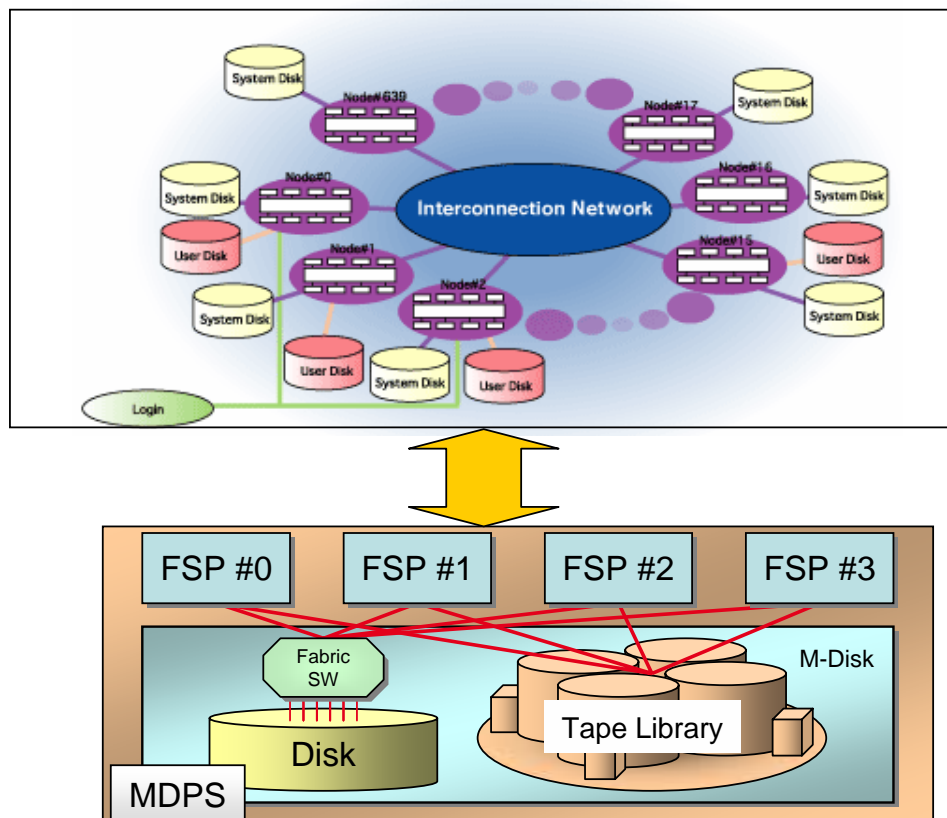 System Disk
Node#639
Node#17
System Disk
Node#0
Node#16
System Disk
System Disk
Interconnection Network
User Disk
Node#1
Node#15
User Disk
Node#2
System Disk
System Disk
User Disk
System Disk
User Disk
Login
FSP #0
FSP #1
FSP #2
FSP #3
Fabric
SW
M-Disk
Tape Library
Disk
MDPS